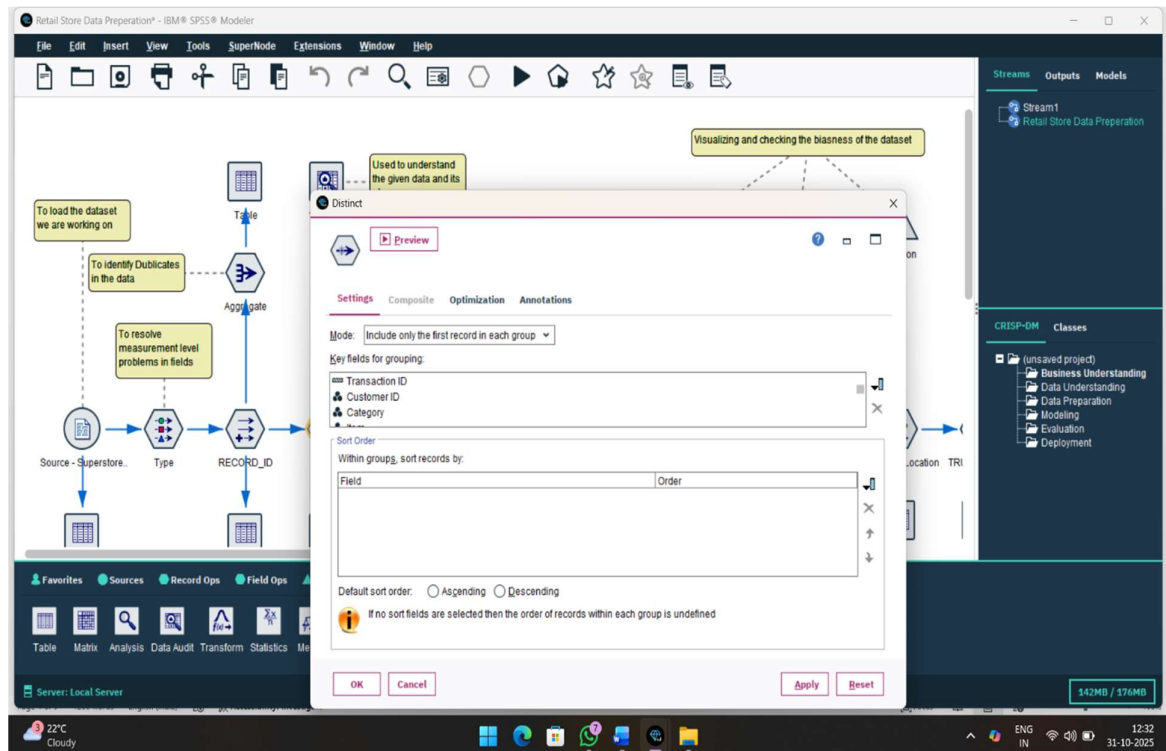 Retail Store Data Preperation* - IBM® SPSS® Modeler
File Edit Insert View Tools SuperNode Extensions Window Help
Streams Outputs Models
Stream1
Retail Store Data Preperation
Visualizing and checking the biasness of the dataset
Used to understand
the given data and its
To load the dataset
we are working on
Table
To identify Dublicates
in the data
Aggregate
To resolve
measurement level
problems in fields
Source - Superstore..
Type
RECORD_ID
on
Location
Distinct
Preview
Settings Composite Optimization Annotations
Mode: Include only the first record in each group
Key fields for grouping:
Transaction ID
Customer ID
Category
Sort Order
Within groups, sort records by:
Field Order
Default sort order: Ascending Descending
If no sort fields are selected then the order of records within each group is undefined
OK Cancel Apply Reset
CRISP-DM Classes
(unsaved project)
Business Understanding
Data Understanding
Data Preparation
Modeling
Evaluation
Deployment
Favorites Sources Record Ops Field Ops
Table Matrix Analysis Data Audit Transform Statistics
Server: Local Server
142MB / 176MB
3
22°C
Cloudy
7
ENG
IN
12:32
31-10-2025